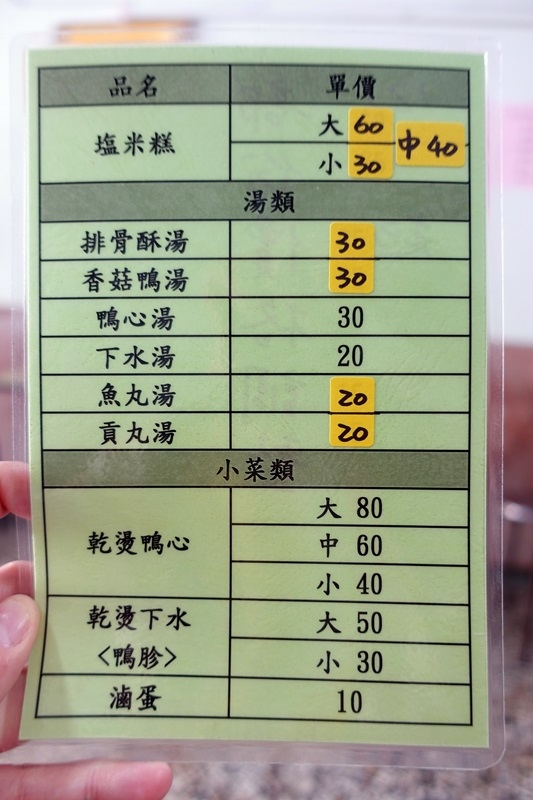 品名 單價
塩米糕 大 60 中 40
小 30
湯類
排骨酥湯 30
香菇鴨湯 30
鴨心湯 30
下水湯 20
魚丸湯 20
貢丸湯 20
小菜類
乾燙鴨心 大 80
中 60
小 40
乾燙下水 大 50
<鴨胗> 小 30
滷蛋 10